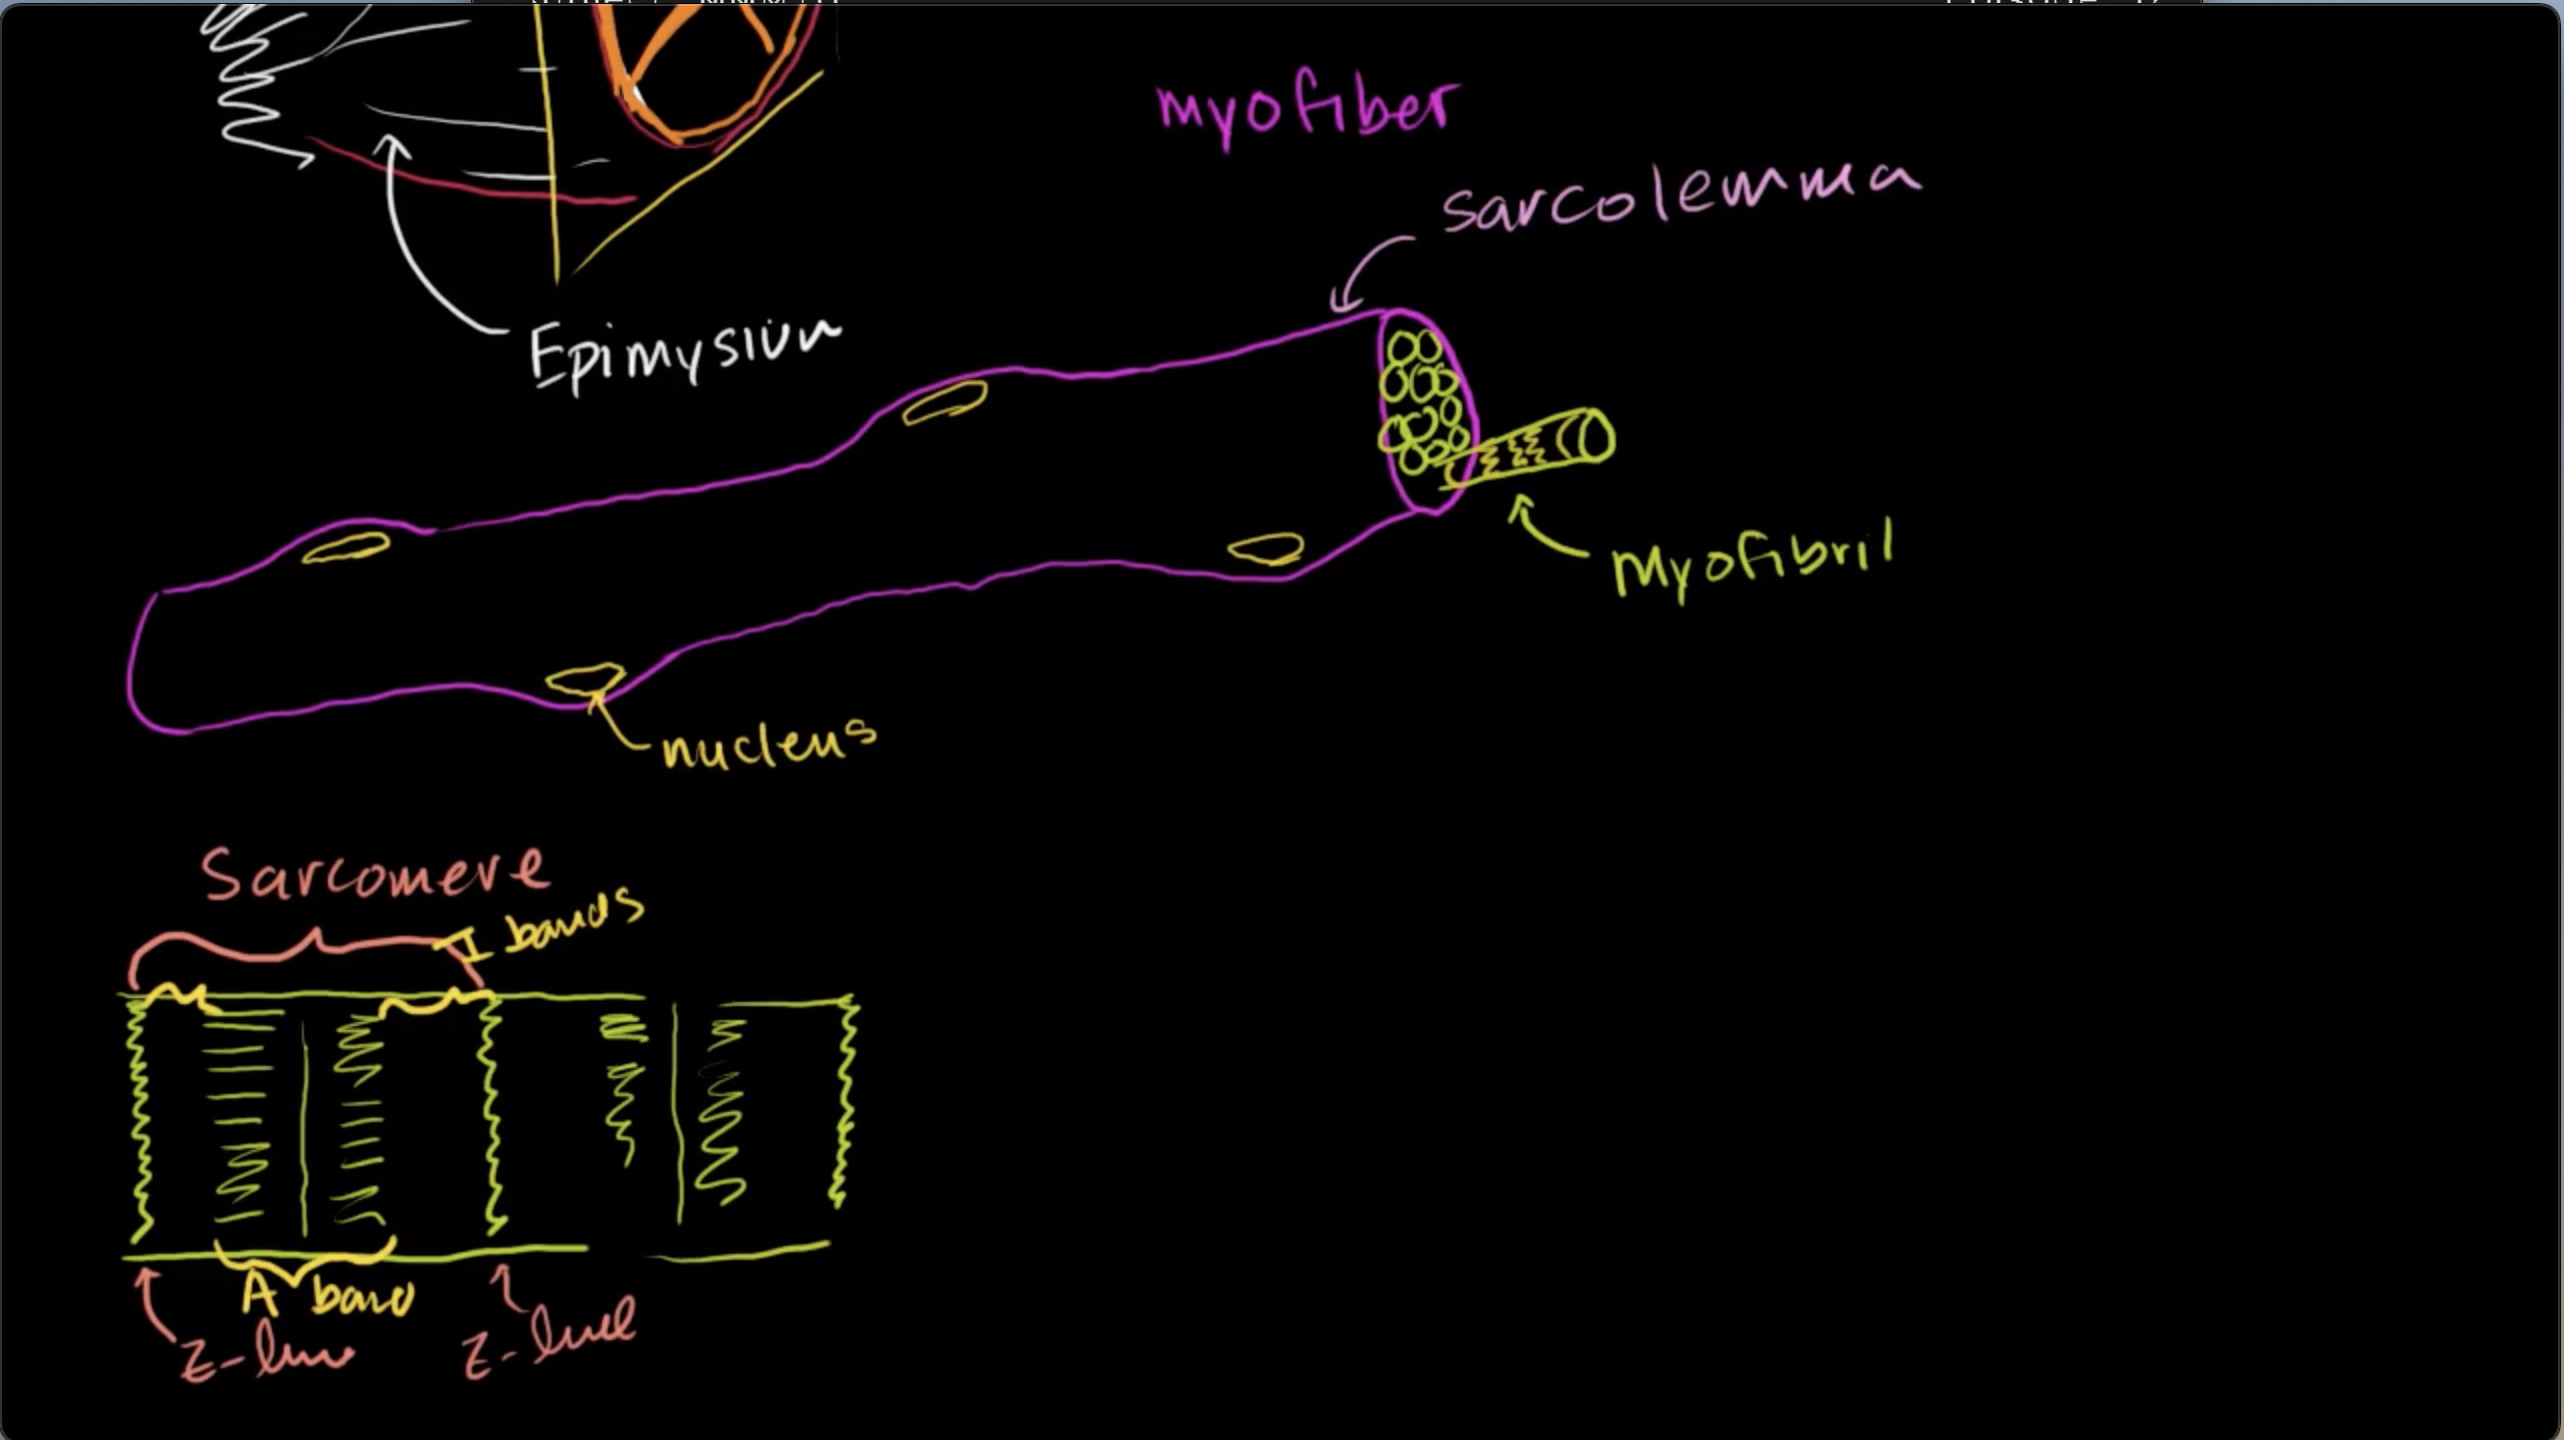 myofiber
sarcolemma
Epimysium
Myofibril
nucleus
Sarcomere
I bands
A band
Z-line
Z-line